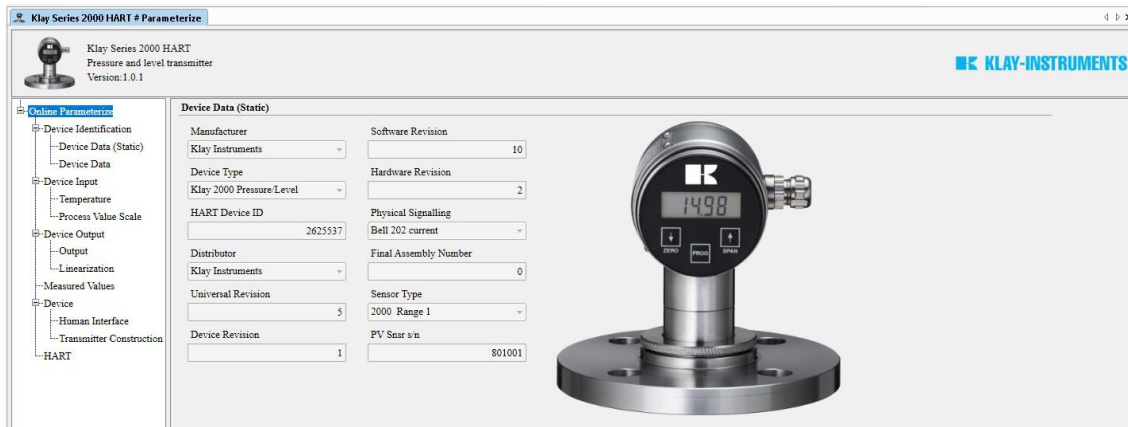 Klay Series 2000 HART # Parameterize
Klay Series 2000 HART
Pressure and level transmitter
Version:1.0.1
KLAY-INSTRUMENTS
Online Parameterize
Device Identification
Device Data (Static)
Device Data
Device Input
Temperature
Process Value Scale
Device Output
Output
Linearization
Measured Values
Device
Human Interface
Transmitter Construction
HART
Device Data (Static)
Manufacturer
Klay Instruments
Device Type
Klay 2000 Pressure/Level
HART Device ID
2625537
Distributor
Klay Instruments
Universal Revision
5
Device Revision
1
Software Revision
10
Hardware Revision
2
Physical Signalling
Bell 202 current
Final Assembly Number
0
Sensor Type
2000 Range 1
PV Snsr s/n
801001
14.98
ZERO
PROG
SPAN